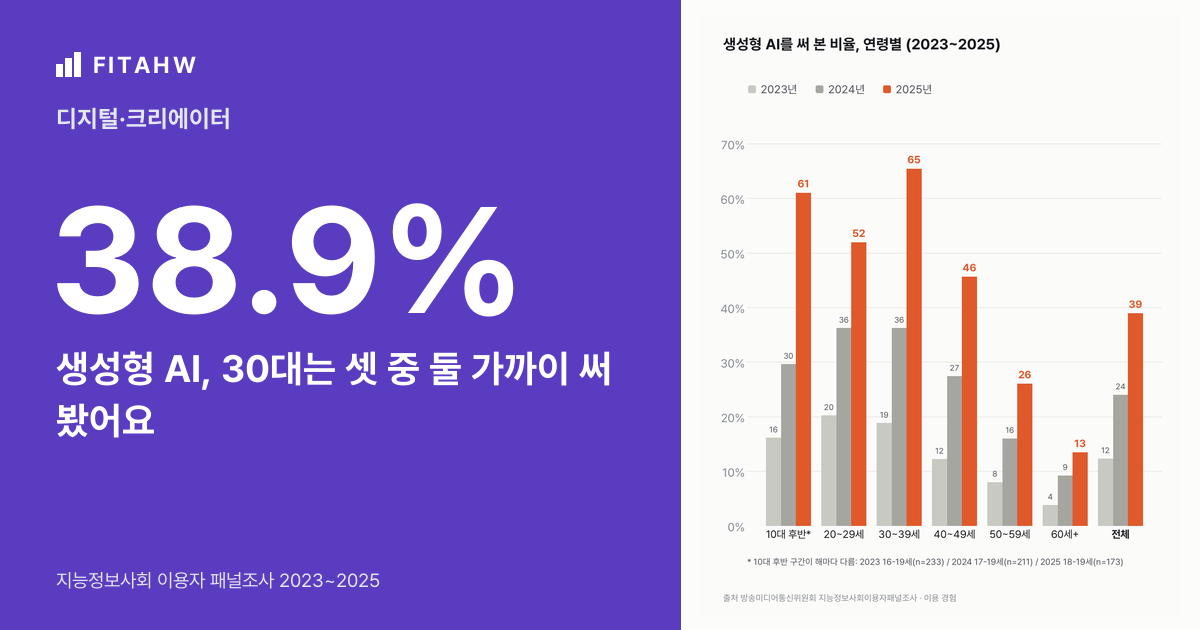 FITAHW
디지털·크리에이터
38.9%
생성형 AI, 30대는 셋 중 둘 가까이 써
봤어요
지능정보사회 이용자 패널조사 2023~2025
생성형 AI를 써 본 비율, 연령별 (2023~2025)
2023년 2024년 2025년
70%
60%
50%
40%
30%
20%
10%
0%
16 30 61
20 36 52
19 36 65
12 27 46
8 16 26
4 9 13
12 24 39
10대 후반* 20~29세 30~39세 40~49세 50~59세 60세+ 전체
* 10대 후반 구간이 해마다 다름: 2023 16-19세(n=233) / 2024 17-19세(n=211) / 2025 18-19세(n=173)
출처 방송미디어통신위원회 지능정보사회이용자패널조사 · 이용 경험